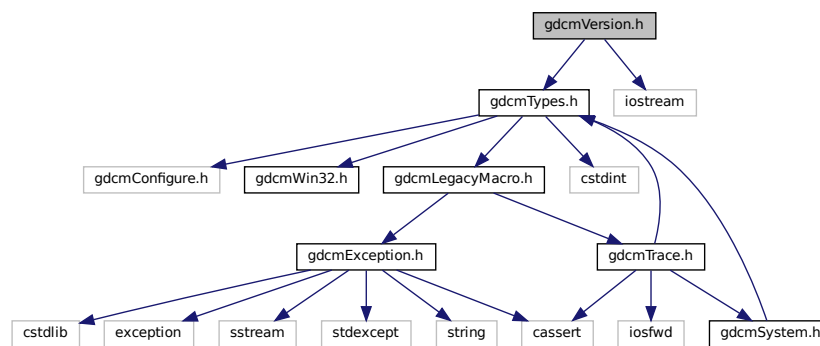 gdcmVersion.h
gdcmTypes.h
iostream
gdcmConfigure.h
gdcmWin32.h
gdcmLegacyMacro.h
cstdint
gdcmException.h
gdcmTrace.h
cstdlib
exception
sstream
stdexcept
string
cassert
iosfwd
gdcmSystem.h